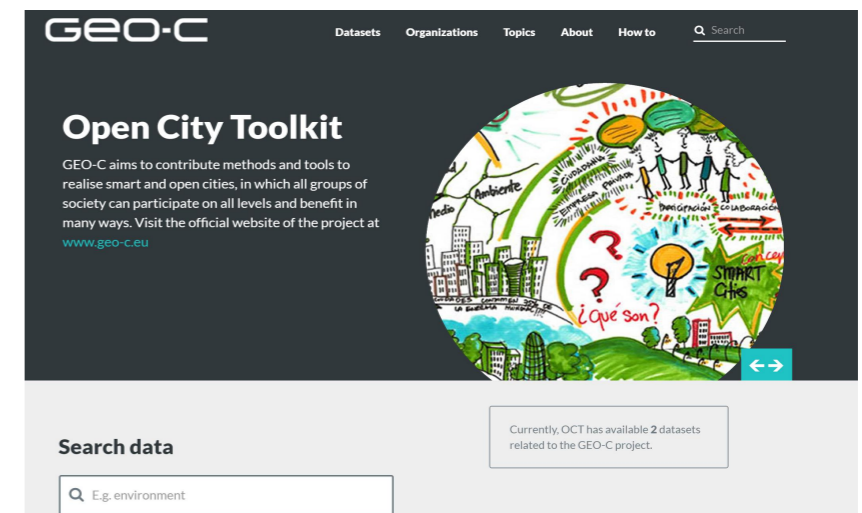 GEO-C
Datasets Organizations Topics About How to Search
Open City Toolkit
GEO-C aims to contribute methods and tools to
realise smart and open cities, in which all groups of
society can participate on all levels and benefit in
many ways. Visit the official website of the project at
www.geo-c.eu
Ambiente
CIUDADANIA
EMPRESA PRIVADA
PARTICIPACIÓN COLABORACIÓN
SMART
Cities
¿Qué son?
Currently, OCT has available 2 datasets
related to the GEO-C project.
Search data
E.g. environment